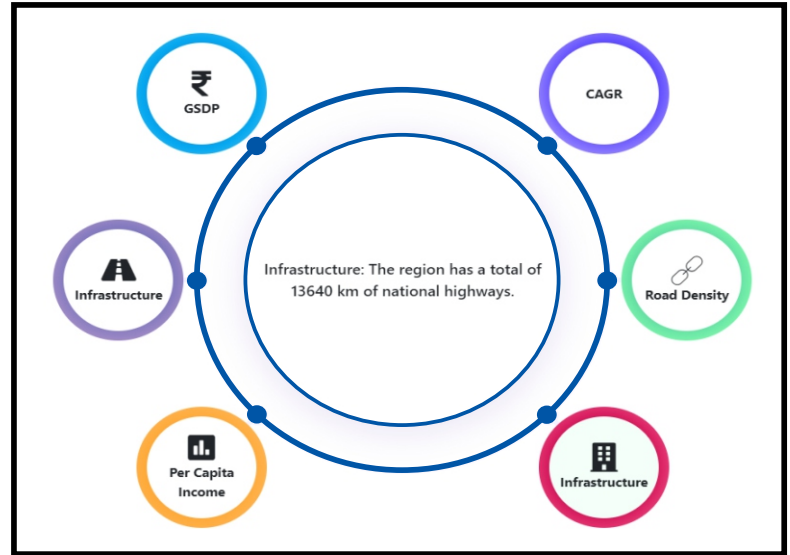 ₹
GSDP
CAGR
Infrastructure: The region has a total of
13640 km of national highways.
Infrastructure
Road Density
Per Capita
Income
Infrastructure